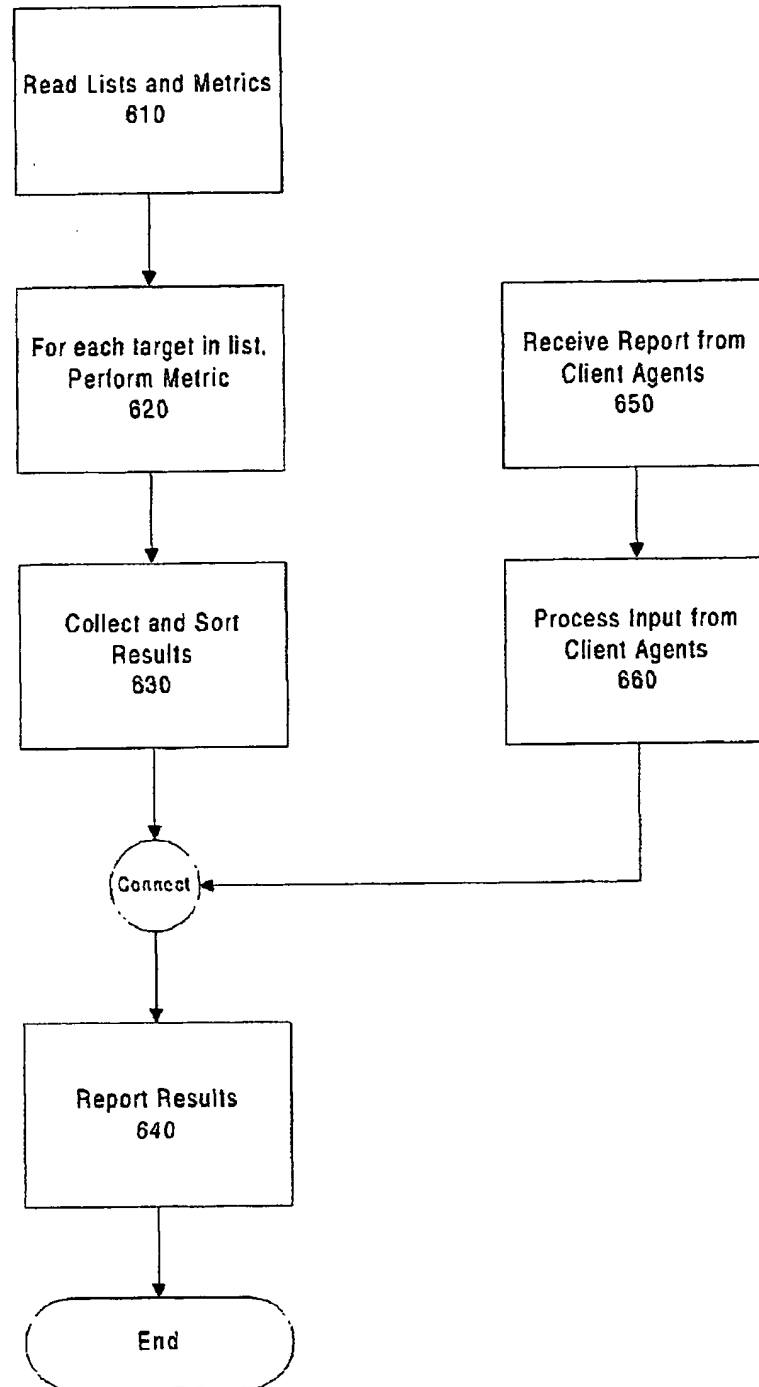 Read Lists and Metrics
610
For each target in list,
Perform Metric
620
Receive Report from
Client Agents
650
Collect and Sort
Results
630
Process Input from
Client Agents
660
Connect
Report Results
640
End